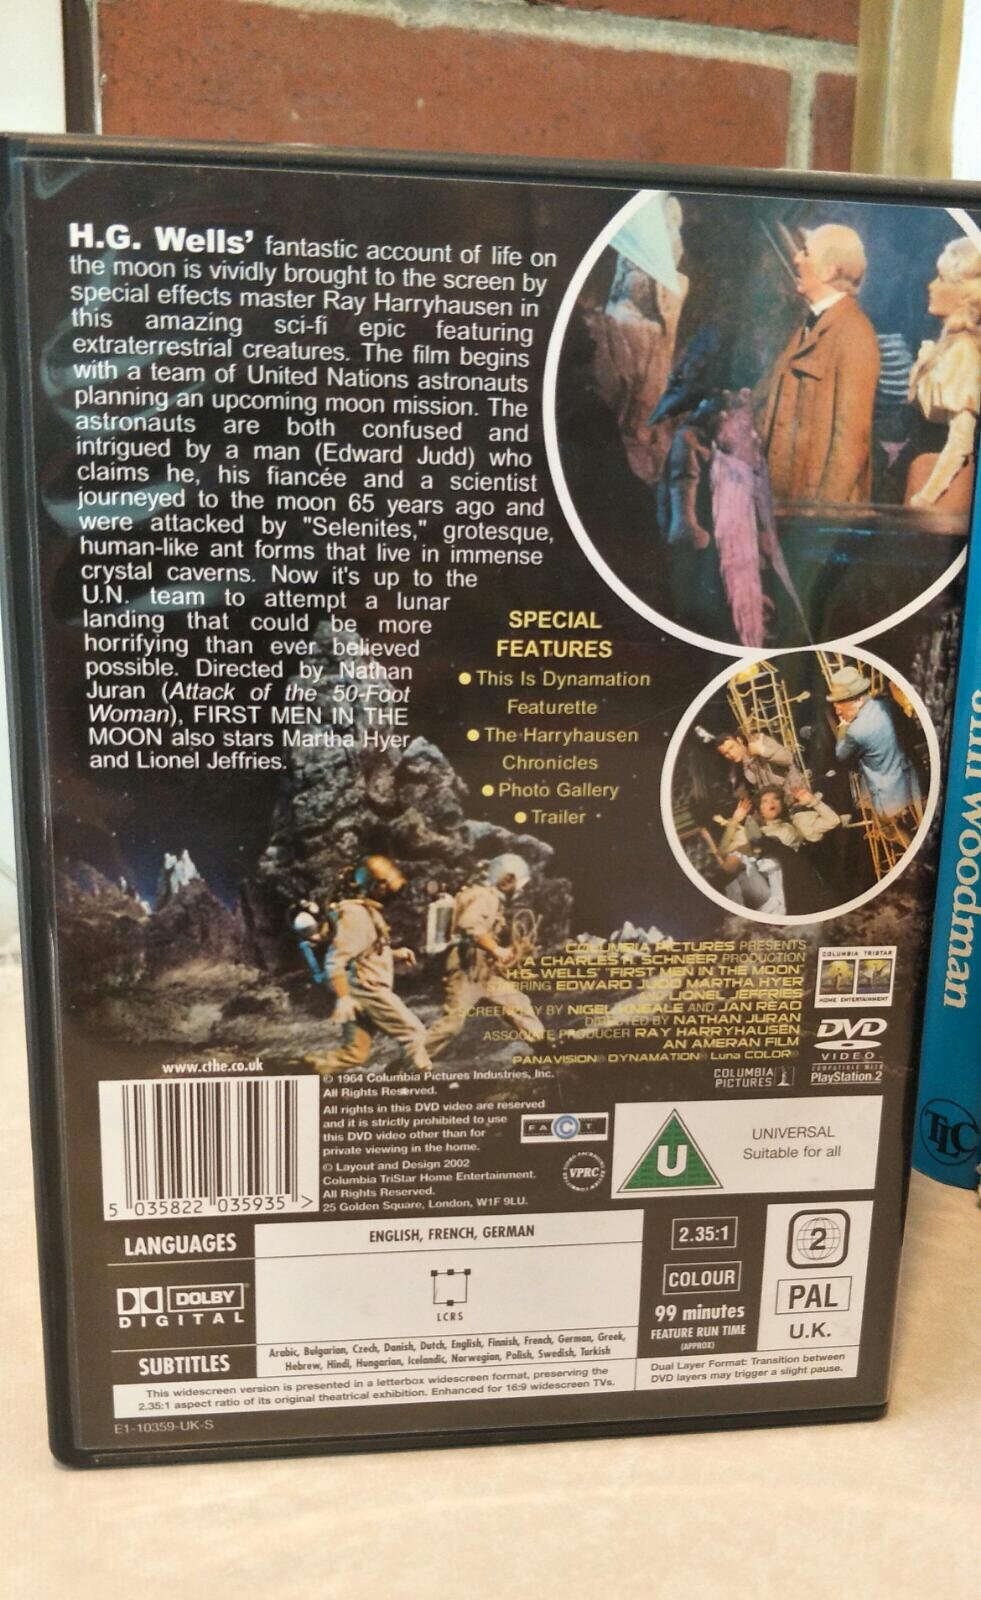 H.G. Wells' fantastic account of life on
the moon is vividly brought to the screen by
special effects master Ray Harryhausen in
this amazing sci-fi epic featuring
extraterrestrial creatures. The film begins
with a team of United Nations astronauts
planning an upcoming moon mission. The
astronauts are both confused and
intrigued by a man (Edward Judd) who
claims he, his fiancée and a scientist
journeyed to the moon 65 years ago and
were attacked by "Selenites," grotesque,
human-like ant forms that live in immense
crystal caverns. Now it's up to the
U.N. team to attempt a lunar
landing that could be more
horrifying than ever believed
possible. Directed by Nathan
Juran (Attack of the 50-Foot
Woman), FIRST MEN IN THE
MOON also stars Martha Hyer
and Lionel Jeffries.
SPECIAL
FEATURES
This Is Dynamation
Featurette
The Harryhausen
Chronicles
Photo Gallery
Trailer
COLUMBIA PICTURES PRESENTS
A CHARLES H. SCHNEER PRODUCTION
H.G. WELLS' "FIRST MEN IN THE MOON"
STARRING EDWARD JUDD MARTHA HYER
AND LIONEL JEFFRIES
SCREENPLAY BY NIGEL KNEALE AND JAN READ
DIRECTED BY NATHAN JURAN
ASSOCIATE PRODUCER RAY HARRYHAUSEN
AN AMERAN FILM
PANAVISION DYNAMATION Luna COLOR
COLUMBIA TRISTAR
HOME ENTERTAINMENT
DVD
VIDEO
COMPATIBLE WITH
PlayStation 2
COLUMBIA
PICTURES
www.cthe.co.uk
© 1964 Columbia Pictures Industries, Inc.
All Rights Reserved.
All rights in this DVD video are reserved
and it is strictly prohibited to use
this DVD video other than for
private viewing in the home.
© Layout and Design 2002
Columbia TriStar Home Entertainment.
All Rights Reserved.
25 Golden Square, London, W1F 9LU.
FACT
VPRC
U
UNIVERSAL
Suitable for all
5 035822 035935 >
LANGUAGES
ENGLISH, FRENCH, GERMAN
DOLBY
DIGITAL
LCRS
SUBTITLES
Arabic, Bulgarian, Czech, Danish, Dutch, English, Finnish, French, German, Greek,
Hebrew, Hindi, Hungarian, Icelandic, Norwegian, Polish, Swedish, Turkish
This widescreen version is presented in a letterbox widescreen format, preserving the
2.35:1 aspect ratio of its original theatrical exhibition. Enhanced for 16:9 widescreen TVs.
2.35:1
COLOUR
99 minutes
FEATURE RUN TIME
(APPROX)
2
PAL
U.K.
Dual Layer Format: Transition between
DVD layers may trigger a slight pause.
E1-10359-UK-S
Woodman
TLC